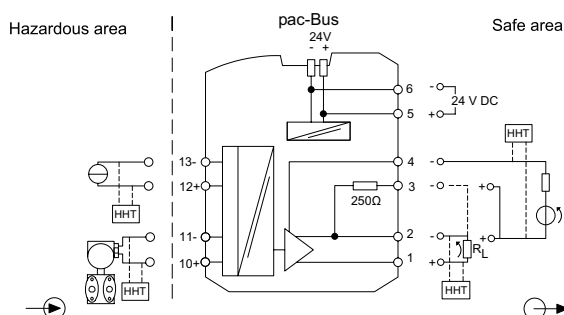 Hazardous area
pac-Bus
Safe area
24V
- +
6 - 24 V DC
5 +
HHT
13- 4 -
12+ 3 - +
250Ω
HHT
11- 2 - +
R L
10+ 1 +
HHT HHT